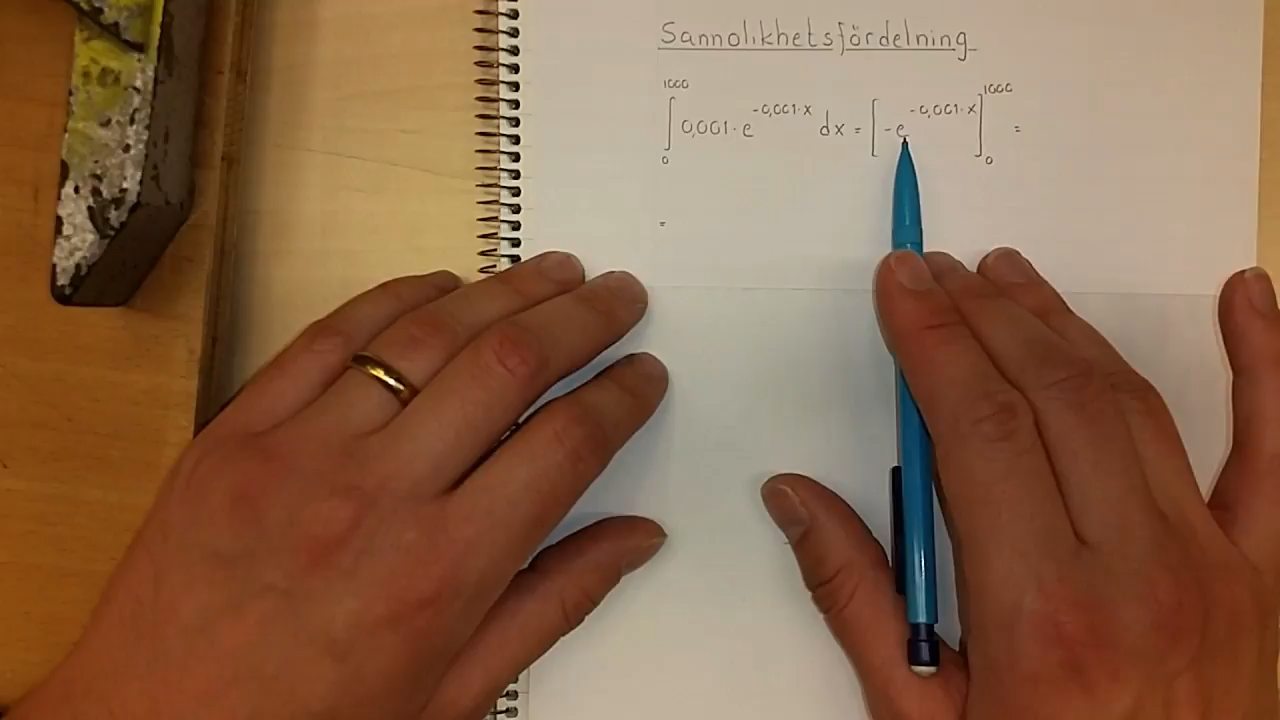 Sannolikhetsfördelning
∫₀¹⁰⁰⁰ 0,001·e^(-0,001·x) dx = [-e^(-0,001·x)]₀¹⁰⁰⁰ =
=